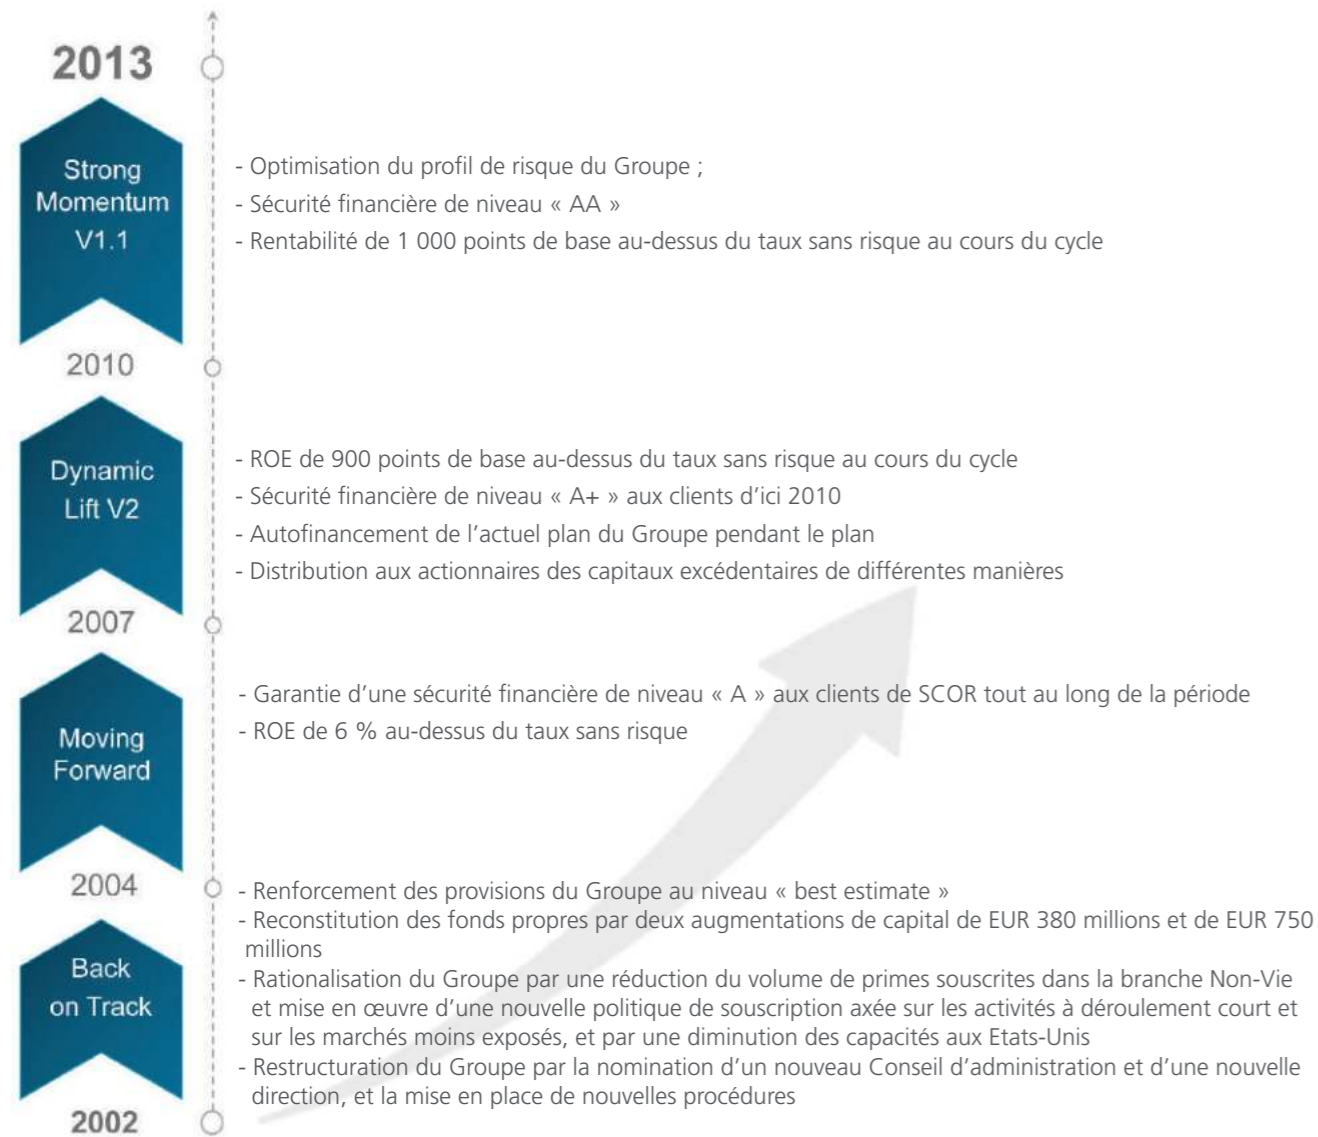 2013
Strong
Momentum
V1.1
- Optimisation du profil de risque du Groupe ;
- Sécurité financière de niveau « AA »
- Rentabilité de 1 000 points de base au-dessus du taux sans risque au cours du cycle
2010
Dynamic
Lift V2
- ROE de 900 points de base au-dessus du taux sans risque au cours du cycle
- Sécurité financière de niveau « A+ » aux clients d’ici 2010
- Autofinancement de l’actuel plan du Groupe pendant le plan
- Distribution aux actionnaires des capitaux excédentaires de différentes manières
2007
Moving
Forward
- Garantie d’une sécurité financière de niveau « A » aux clients de SCOR tout au long de la période
- ROE de 6 % au-dessus du taux sans risque
2004
Back
on Track
- Renforcement des provisions du Groupe au niveau « best estimate »
- Reconstitution des fonds propres par deux augmentations de capital de EUR 380 millions et de EUR 750
millions
- Rationalisation du Groupe par une réduction du volume de primes souscrites dans la branche Non-Vie
et mise en œuvre d’une nouvelle politique de souscription axée sur les activités à déroulement court et
sur les marchés moins exposés, et par une diminution des capacités aux Etats-Unis
- Restructuration du Groupe par la nomination d’un nouveau Conseil d’administration et d’une nouvelle
direction, et la mise en place de nouvelles procédures
2002